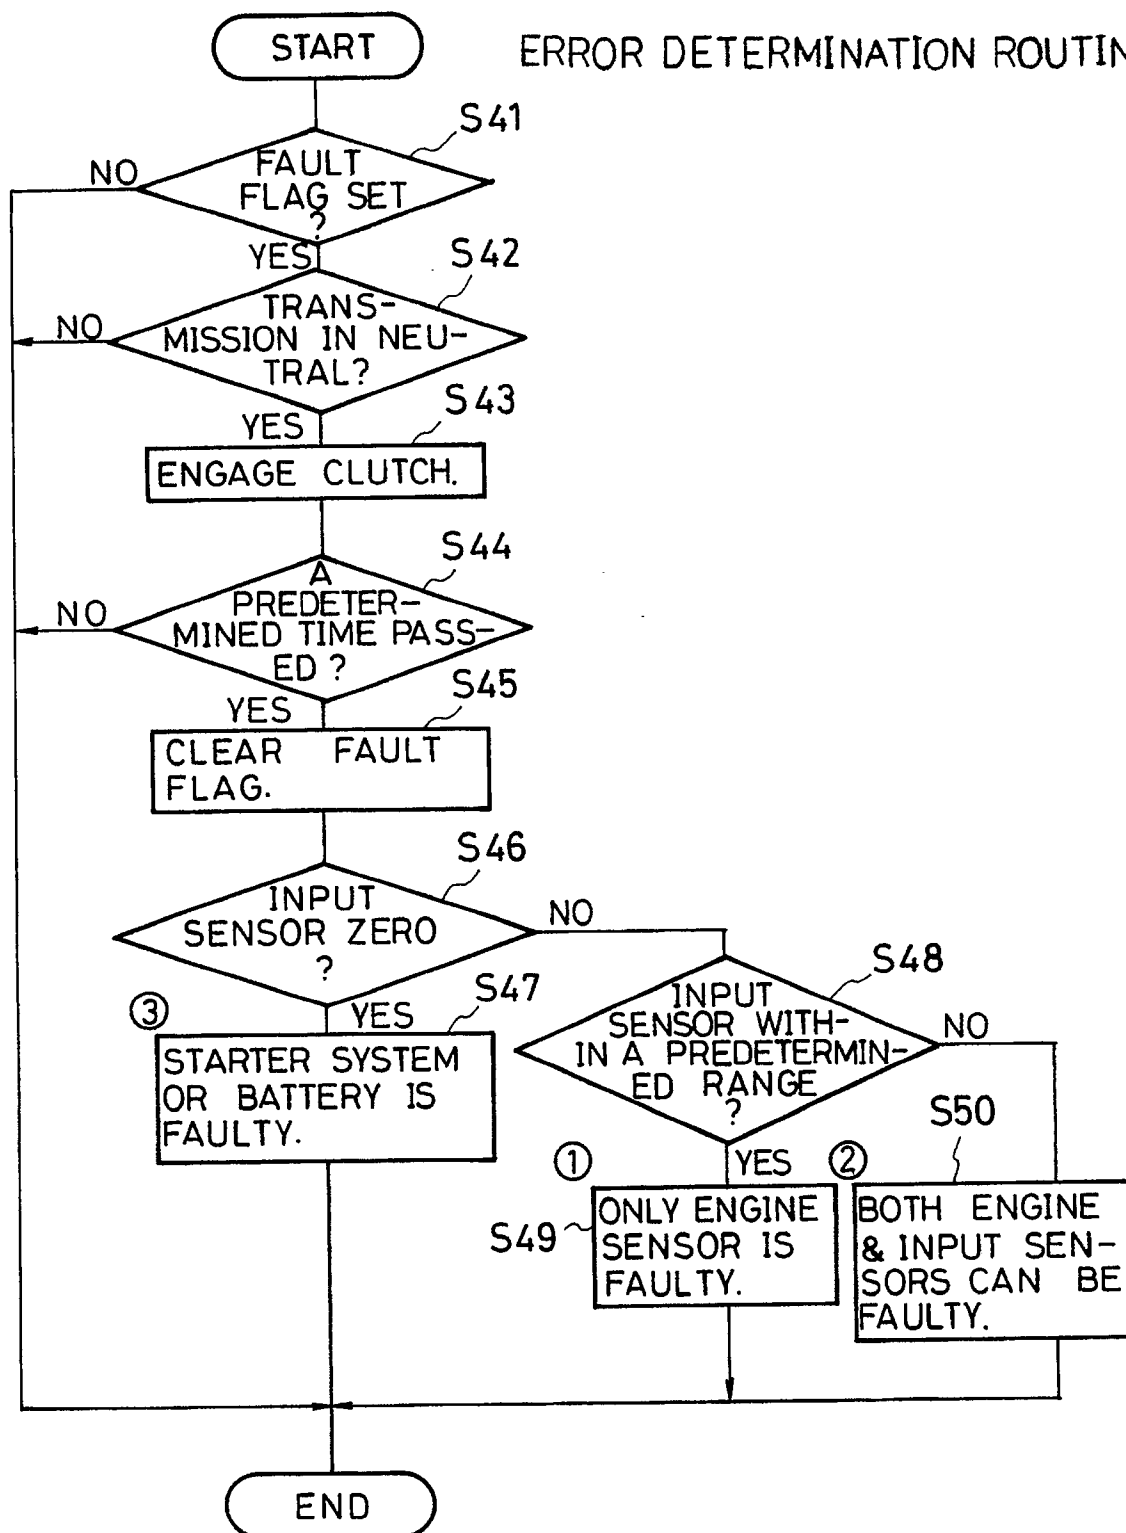 START
ERROR DETERMINATION ROUTIN
S41
NO
FAULT
FLAG SET
?
YES
S42
NO
TRANS-
MISSION IN NEU-
TRAL?
YES
S43
ENGAGE CLUTCH.
S44
NO
A
PREDETER-
MINED TIME PASS-
ED ?
YES
S45
CLEAR FAULT
FLAG.
S46
INPUT
SENSOR ZERO
?
NO
③
YES
S47
STARTER SYSTEM
OR BATTERY IS
FAULTY.
S48
INPUT
SENSOR WITH-
IN A PREDETERMIN-
ED RANGE
?
NO
①
YES
S49
ONLY ENGINE
SENSOR IS
FAULTY.
②
S50
BOTH ENGINE
& INPUT SEN-
SORS CAN BE
FAULTY.
END